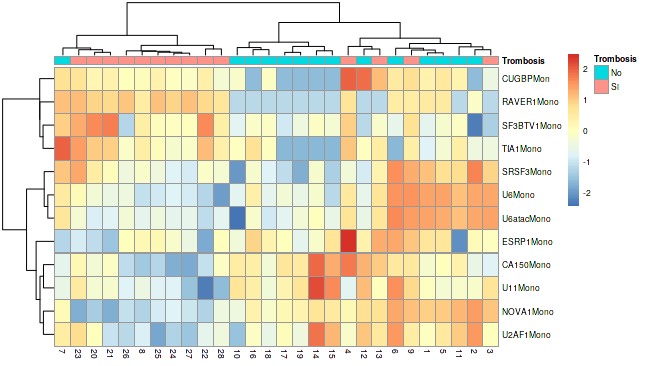 Trombosis
CUGBPMon
RAVER1Mono
SF3BTV1Mono
TIA1Mono
SRSF3Mono
U6Mono
U6atacMono
ESRP1Mono
CA150Mono
U11Mono
NOVA1Mono
U2AF1Mono
7 23 20 21 26 8 25 24 27 22 28 10 16 18 17 19 14 15 4 12 13 6 9 1 5 11 2 3
2
1
0
-1
-2
Trombosis
No
SI